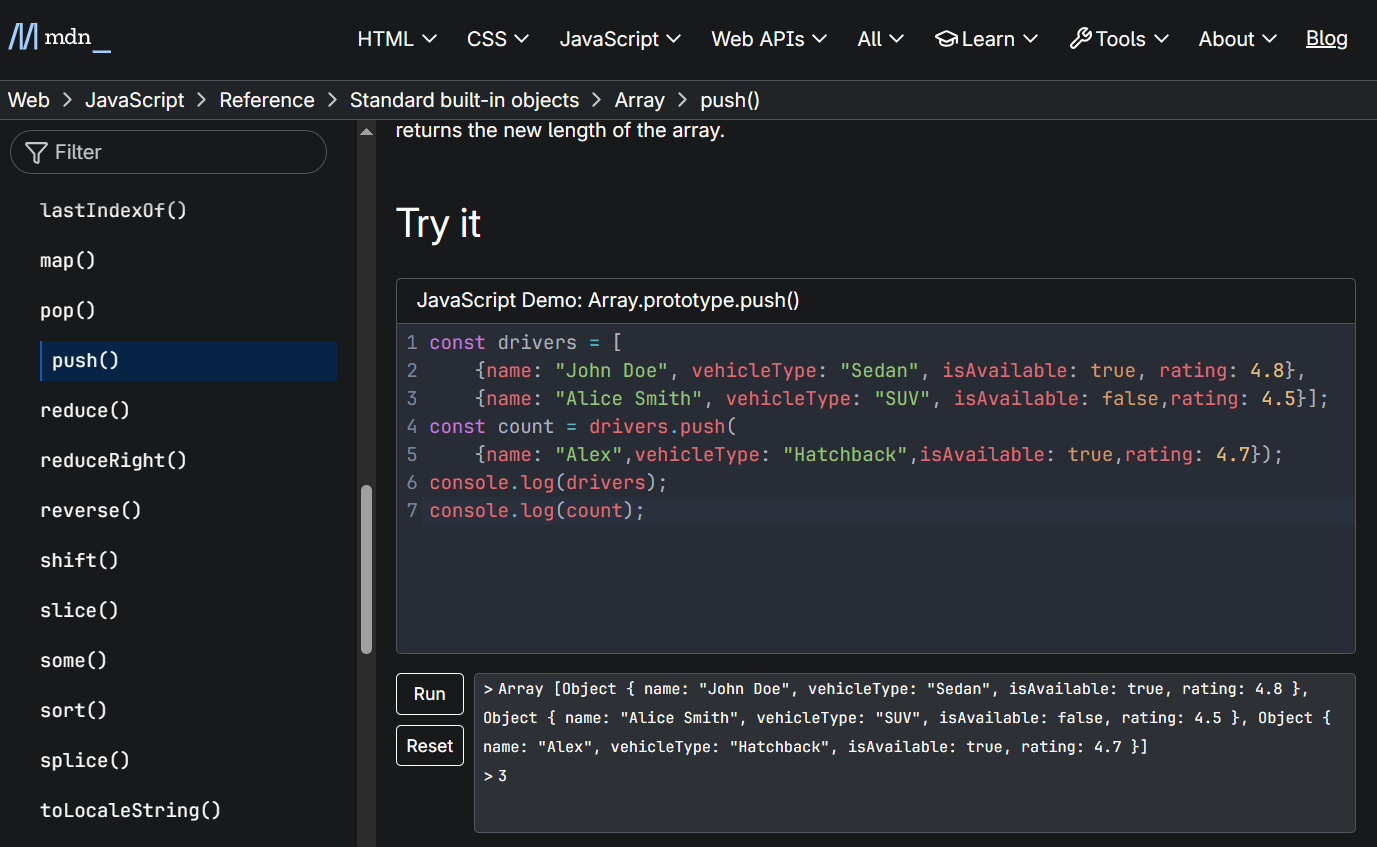 mdn_
HTML CSS JavaScript Web APIs All Learn Tools About Blog
Web > JavaScript > Reference > Standard built-in objects > Array > push()
Filter
lastIndexOf()
map()
pop()
push()
reduce()
reduceRight()
reverse()
shift()
slice()
some()
sort()
splice()
toLocaleString()
returns the new length of the array.
Try it
JavaScript Demo: Array.prototype.push()
1 const drivers = [
2     {name: "John Doe", vehicleType: "Sedan", isAvailable: true, rating: 4.8},
3     {name: "Alice Smith", vehicleType: "SUV", isAvailable: false,rating: 4.5}];
4 const count = drivers.push(
5     {name: "Alex",vehicleType: "Hatchback",isAvailable: true,rating: 4.7});
6 console.log(drivers);
7 console.log(count);
Run
Reset
> Array [Object { name: "John Doe", vehicleType: "Sedan", isAvailable: true, rating: 4.8 },
Object { name: "Alice Smith", vehicleType: "SUV", isAvailable: false, rating: 4.5 }, Object {
name: "Alex", vehicleType: "Hatchback", isAvailable: true, rating: 4.7 }]
> 3